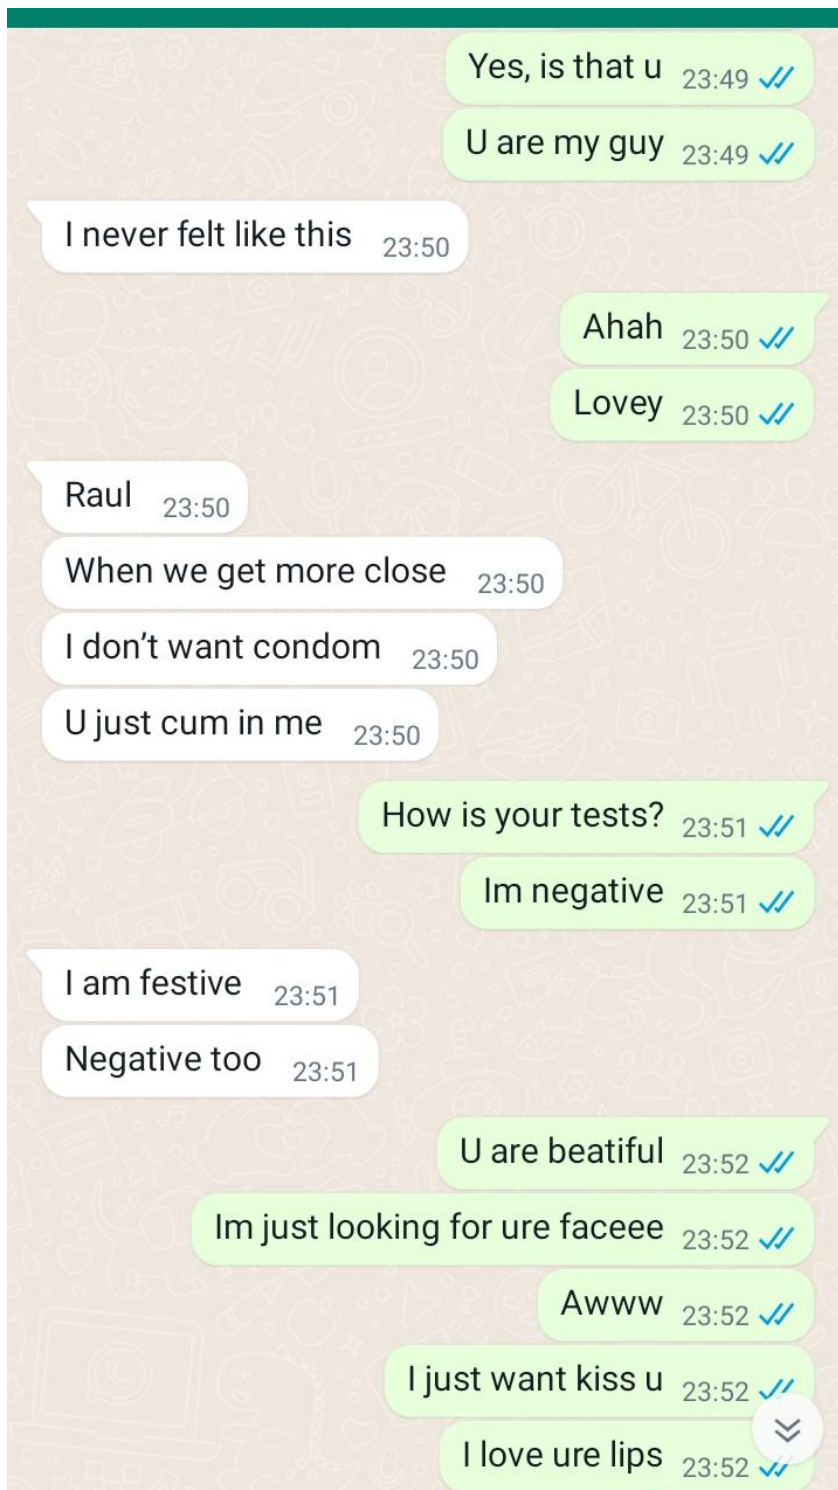 Yes, is that u 23:49
U are my guy 23:49
I never felt like this 23:50
Ahah 23:50
Lovey 23:50
Raul 23:50
When we get more close 23:50
I don’t want condom 23:50
U just cum in me 23:50
How is your tests? 23:51
Im negative 23:51
I am festive 23:51
Negative too 23:51
U are beatiful 23:52
Im just looking for ure faceee 23:52
Awww 23:52
I just want kiss u 23:52
I love ure lips 23:52